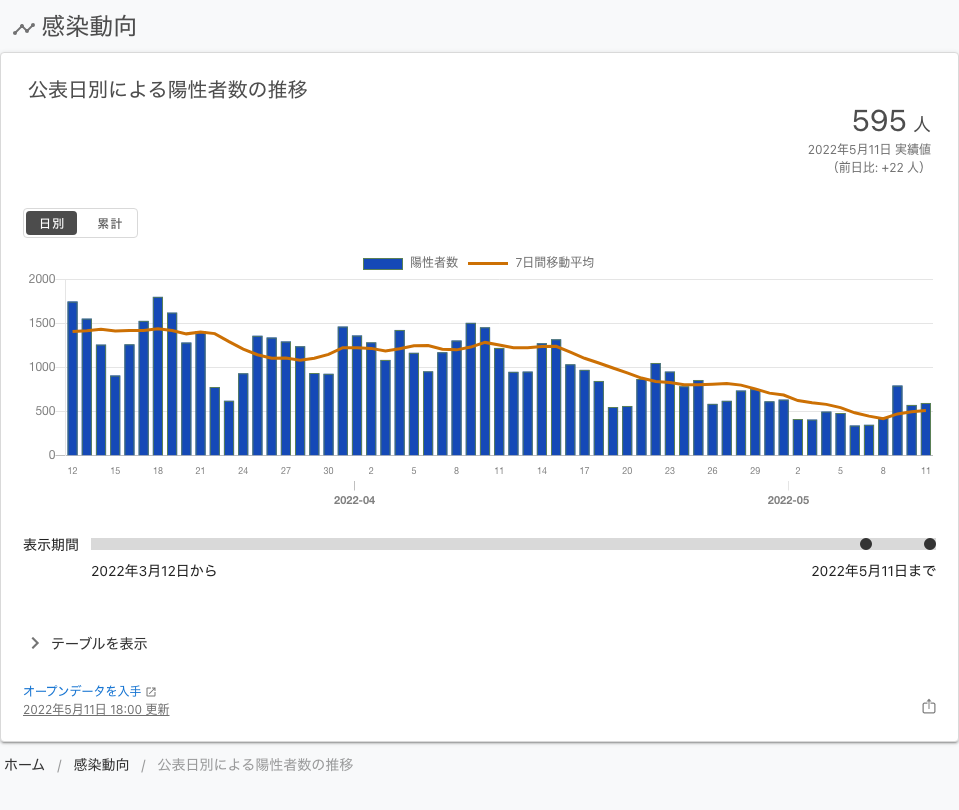 感染動向
公表日別による陽性者数の推移
595 人
2022年5月11日 実績値
（前日比: +22 人）
日別 累計
陽性者数 7日間移動平均
2000
1500
1000
500
0
12 15 18 21 24 27 30 2 5 8 11 14 17 20 23 26 29 2 5 8 11
2022-04 2022-05
表示期間
2022年3月12日から 2022年5月11日まで
テーブルを表示
オープンデータを入手
2022年5月11日 18:00 更新
ホーム / 感染動向 / 公表日別による陽性者数の推移